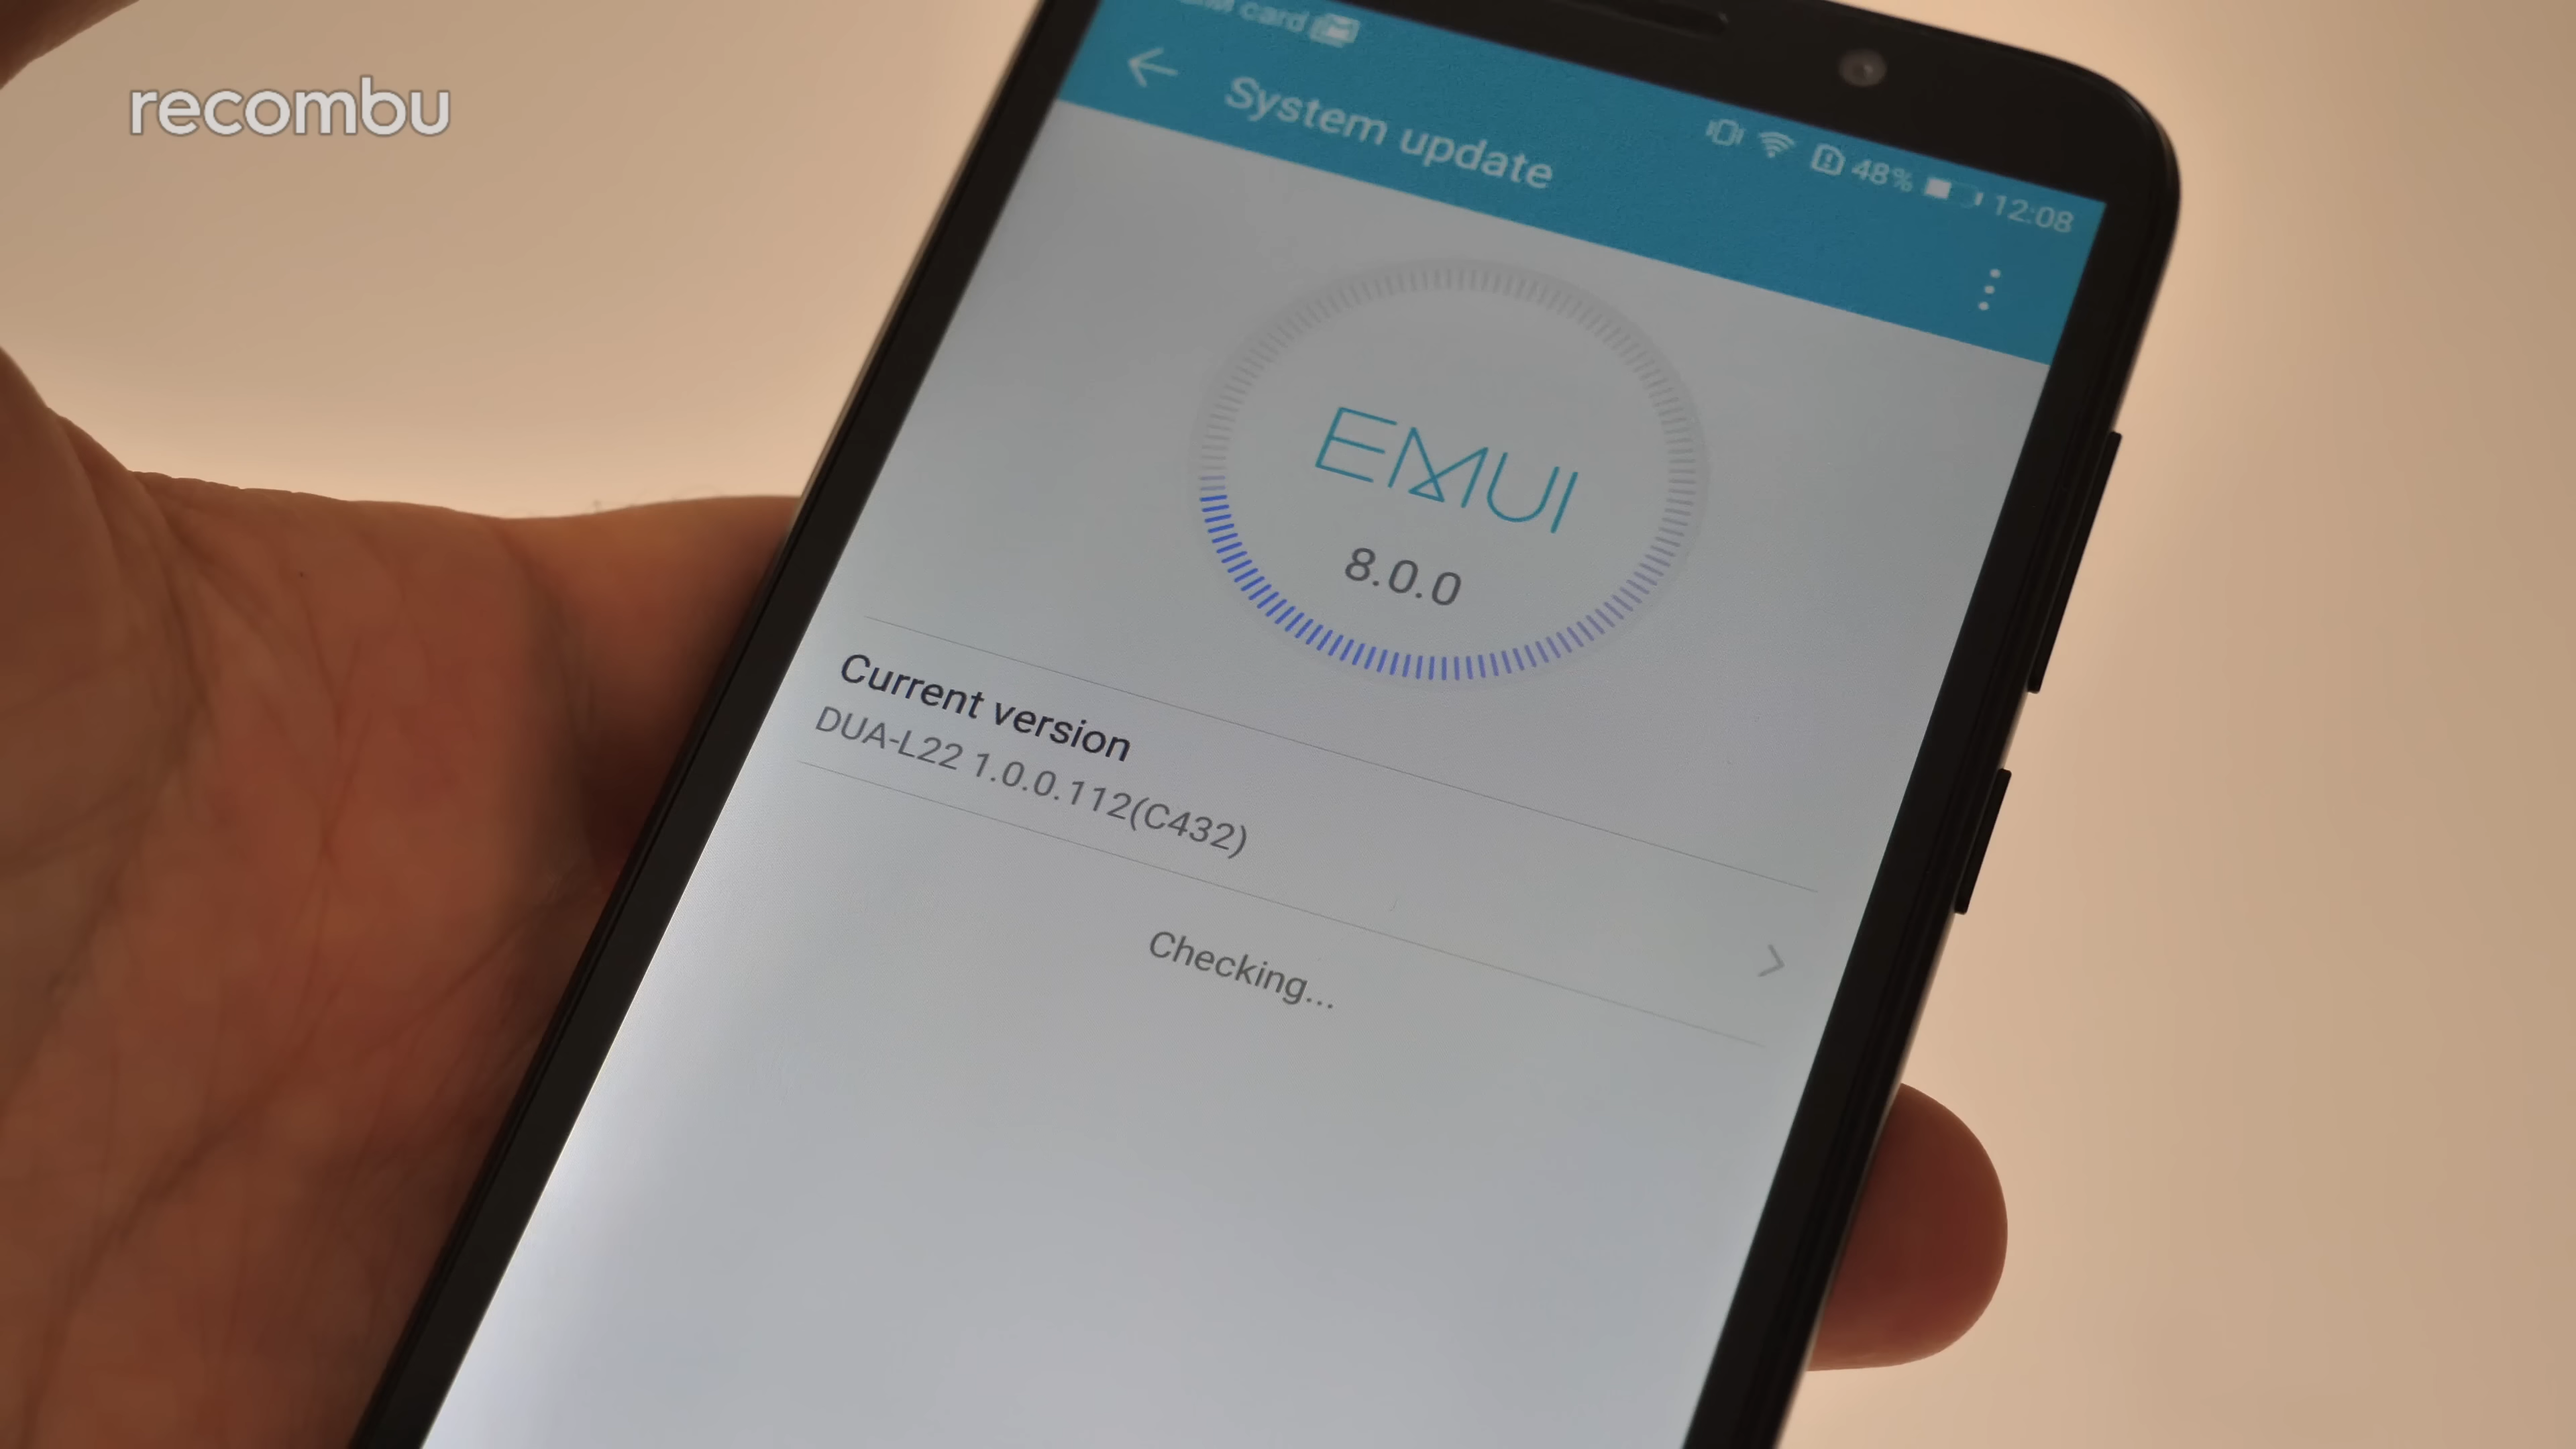 recombu
card
48% 12:08
System update
EMUI
8.0.0
Current version
DUA-L22 1.0.0.112(C432)
Checking...